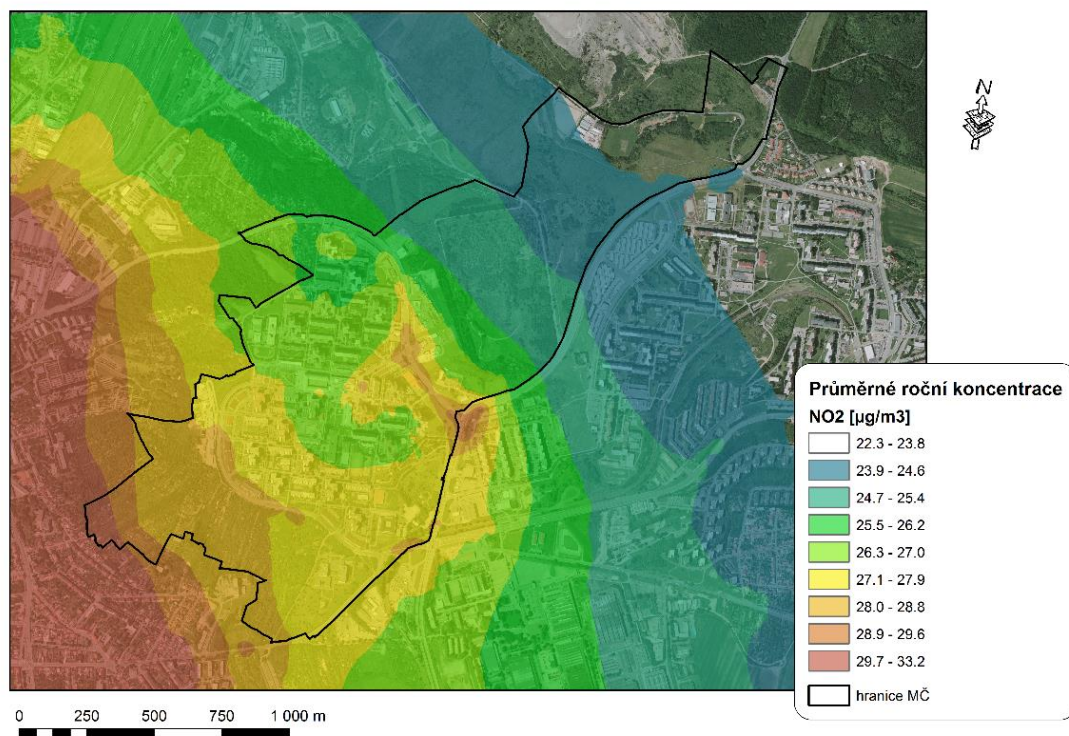 N
Průměrné roční koncentrace
NO2 [µg/m3]
22.3 - 23.8
23.9 - 24.6
24.7 - 25.4
25.5 - 26.2
26.3 - 27.0
27.1 - 27.9
28.0 - 28.8
28.9 - 29.6
29.7 - 33.2
hranice MČ
0 250 500 750 1 000 m